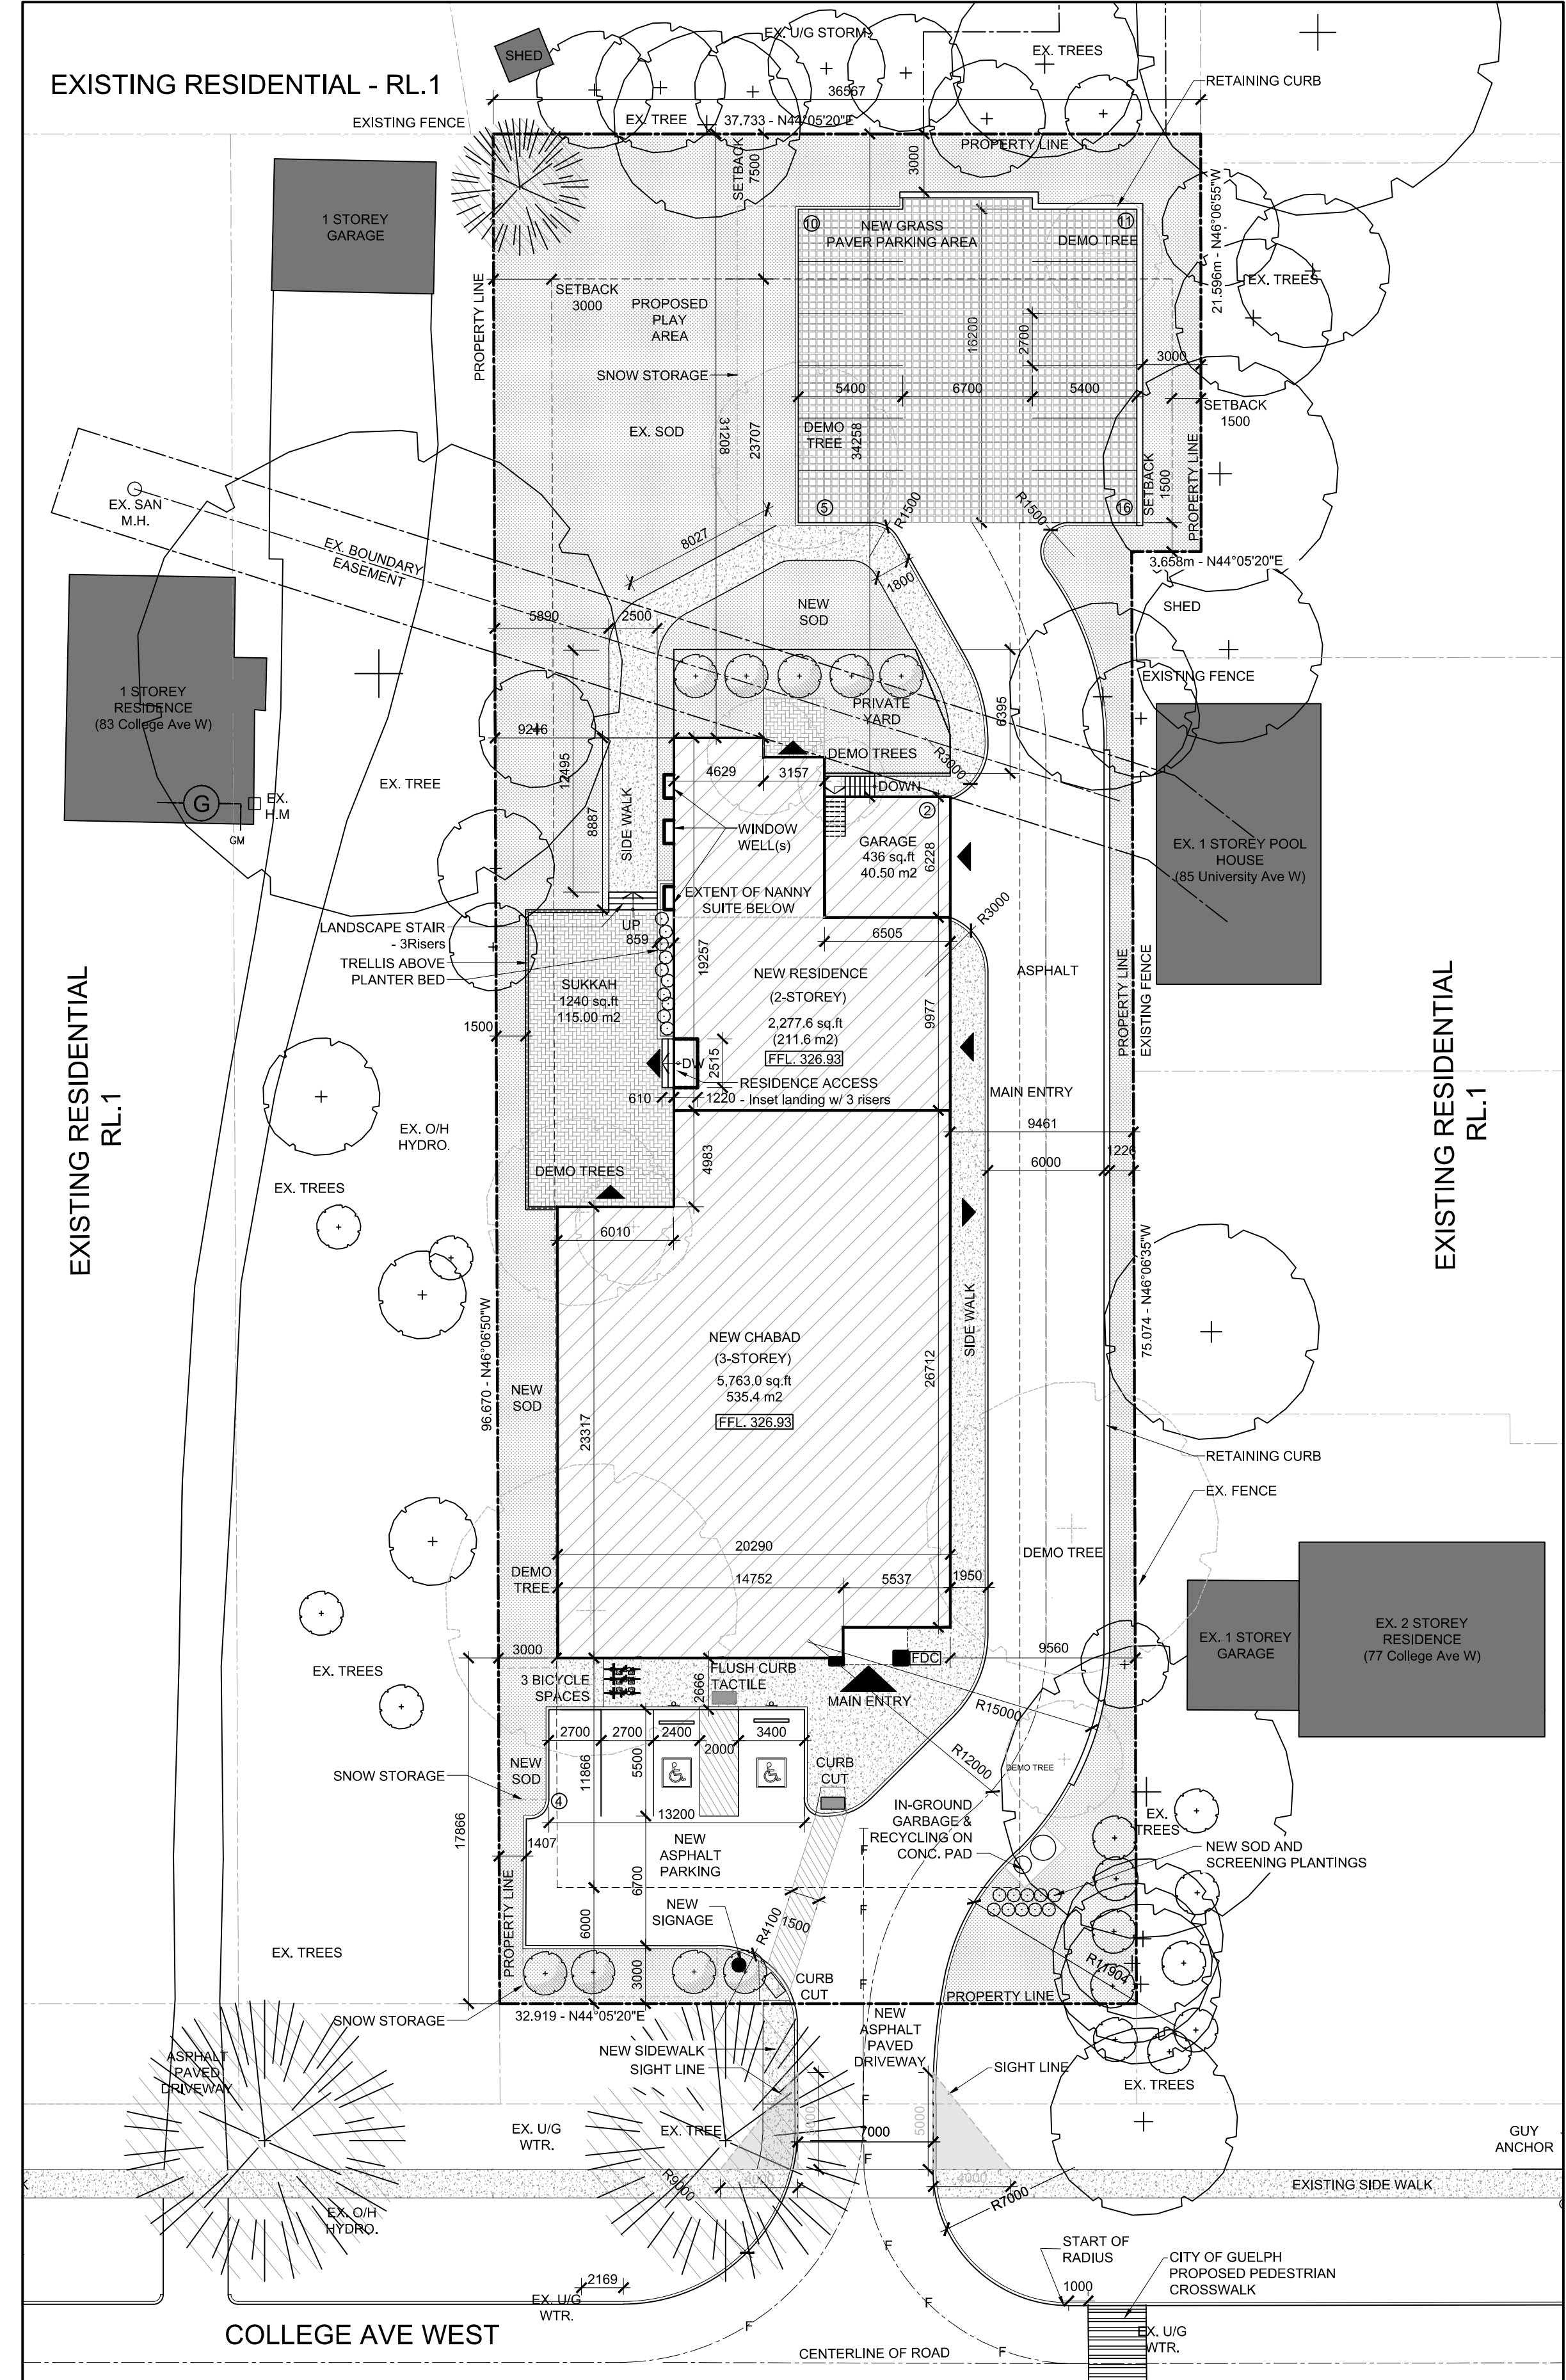 SHED
EX. U/G STORM
EX. TREES
EXISTING RESIDENTIAL - RL.1
36567
RETAINING CURB
EXISTING FENCE
EX. TREE
37.733 - N44°05'20"E
PROPERTY LINE
SETBACK
7500
3000
21.596m - N46°06'55"W
1 STOREY
GARAGE
10
NEW GRASS
PAVER PARKING AREA
11
DEMO TREE
EX. TREES
PROPERTY LINE
SETBACK
3000
PROPOSED
PLAY
AREA
16200
2700
3000
SNOW STORAGE
5400
6700
5400
SETBACK
1500
EX. SOD
31208
23707
DEMO
TREE
34258
PROPERTY LINE
SETBACK
1500
EX. SAN
M.H.
5
R1500
R1500
16
EX. BOUNDARY
EASEMENT
8027
3.658m - N44°05'20"E
1800
5890
2500
NEW
SOD
SHED
1 STOREY
RESIDENCE
(83 College Ave W)
EXISTING FENCE
PRIVATE
YARD
6395
9246
DEMO TREES
R3000
12495
4629
3157
DOWN
EX. TREE
G
EX.
H.M
GM
8887
SIDE WALK
WINDOW
WELL(s)
2
GARAGE
436 sq.ft
40.50 m2
6228
EX. 1 STOREY POOL
HOUSE
(85 University Ave W)
EXTENT OF NANNY
SUITE BELOW
R3000
LANDSCAPE STAIR
- 3Risers
UP
859
6505
TRELLIS ABOVE
PLANTER BED
19257
NEW RESIDENCE
(2-STOREY)
2,277.6 sq.ft
(211.6 m2)
FFL. 326.93
ASPHALT
SUKKAH
1240 sq.ft
115.00 m2
9977
PROPERTY LINE
EXISTING FENCE
EXISTING RESIDENTIAL
RL.1
EXISTING RESIDENTIAL
RL.1
1500
DW
2515
RESIDENCE ACCESS
- Inset landing w/ 3 risers
610
1220
MAIN ENTRY
9461
EX. O/H
HYDRO.
6000
1226
4983
DEMO TREES
EX. TREES
6010
75.074 - N46°06'35"W
96.670 - N46°06'50"W
SIDE WALK
NEW CHABAD
(3-STOREY)
5,763.0 sq.ft
535.4 m2
FFL. 326.93
26712
NEW
SOD
23317
RETAINING CURB
EX. FENCE
20290
DEMO TREE
DEMO
TREE
14752
5537
1950
EX. 1 STOREY
GARAGE
EX. 2 STOREY
RESIDENCE
(77 College Ave W)
3000
9560
FDC
EX. TREES
3 BICYCLE
SPACES
2666
FLUSH CURB
TACTILE
MAIN ENTRY
R15000
2700
2700
2400
2000
3400
NEW
SOD
11866
5500
CURB
CUT
R12000
DEMO TREE
SNOW STORAGE
4
13200
IN-GROUND
GARBAGE &
RECYCLING ON
CONC. PAD
EX.
TREES
17866
1407
NEW
ASPHALT
PARKING
F
NEW SOD AND
SCREENING PLANTINGS
6700
PROPERTY LINE
6000
NEW
SIGNAGE
F
R4100
1500
EX. TREES
3000
F
CURB
CUT
R11904
PROPERTY LINE
SNOW STORAGE
32.919 - N44°05'20"E
NEW
ASPHALT
PAVED
DRIVEWAY
NEW SIDEWALK
SIGHT LINE
SIGHT LINE
ASPHALT
PAVED
DRIVEWAY
F
EX. TREES
EX. U/G
WTR.
EX. TREE
F
5000
7000
5000
F
GUY
ANCHOR
R9000
4000
4000
R7000
EXISTING SIDE WALK
EX. O/H
HYDRO.
F
START OF
RADIUS
CITY OF GUELPH
PROPOSED PEDESTRIAN
CROSSWALK
2169
1000
EX. U/G
WTR.
F
F
COLLEGE AVE WEST
F
EX. U/G
WTR.
CENTERLINE OF ROAD